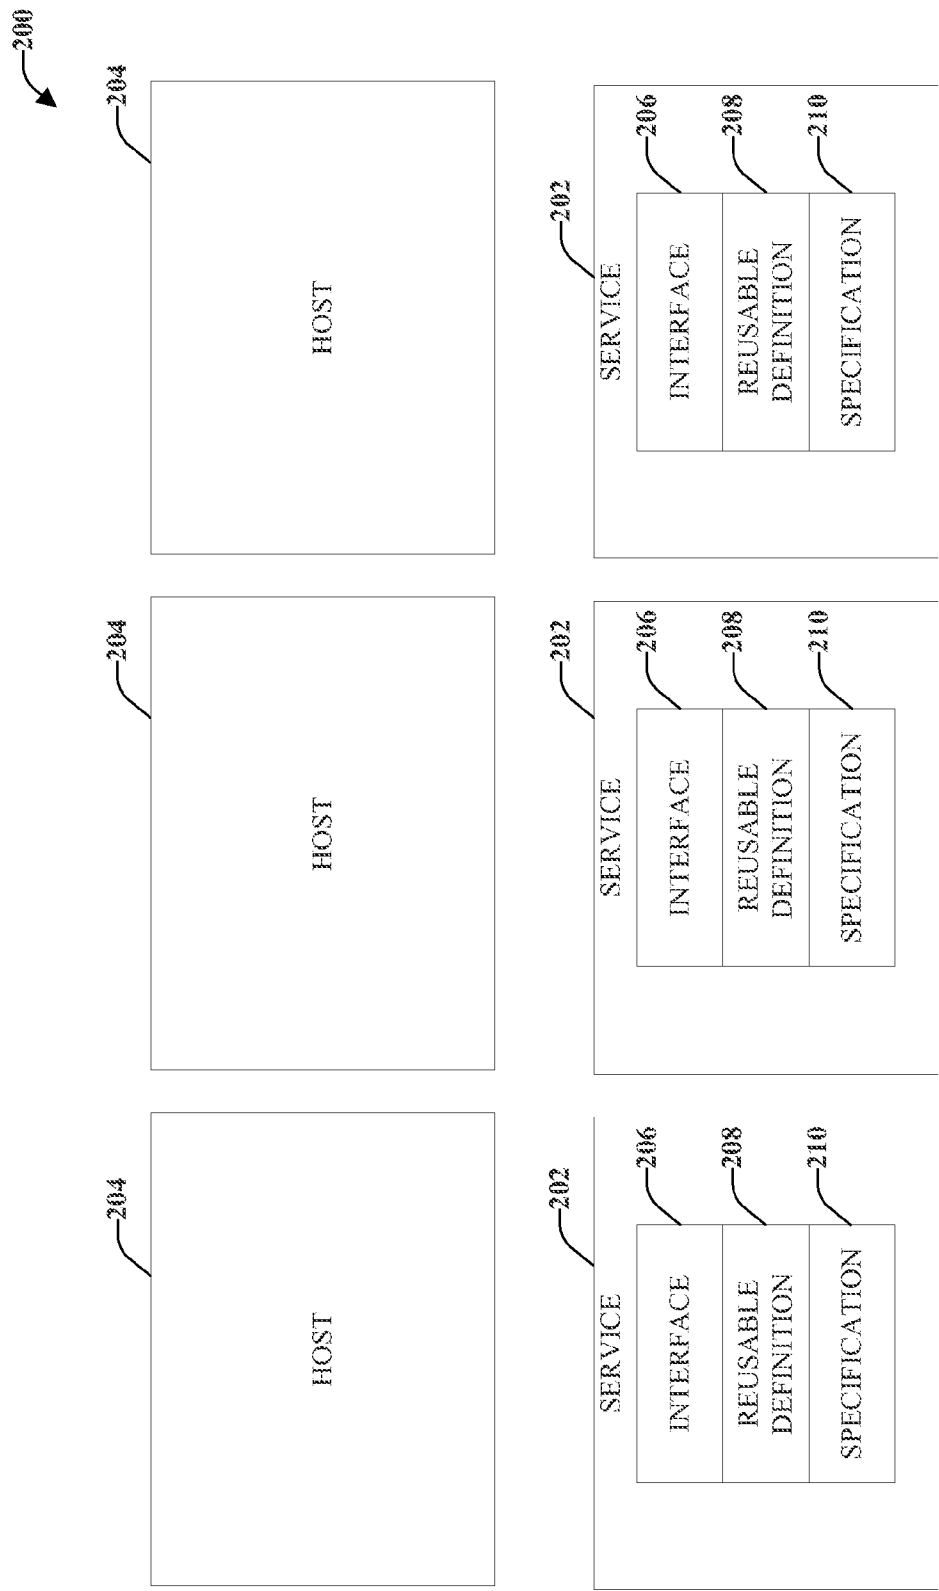 200
204
204
204
HOST
HOST
HOST
202
SERVICE
INTERFACE
206
REUSABLE
DEFINITION
208
SPECIFICATION
210
202
SERVICE
INTERFACE
206
REUSABLE
DEFINITION
208
SPECIFICATION
210
202
SERVICE
INTERFACE
206
REUSABLE
DEFINITION
208
SPECIFICATION
210